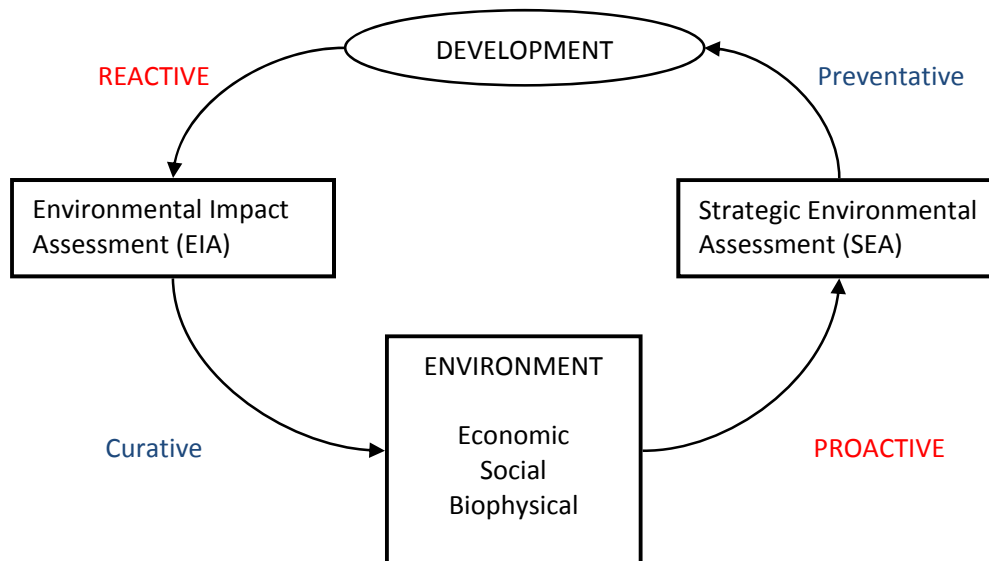 DEVELOPMENT
REACTIVE
Preventative
Environmental Impact
Assessment (EIA)
Strategic Environmental
Assessment (SEA)
ENVIRONMENT
Economic
Social
Biophysical
Curative
PROACTIVE